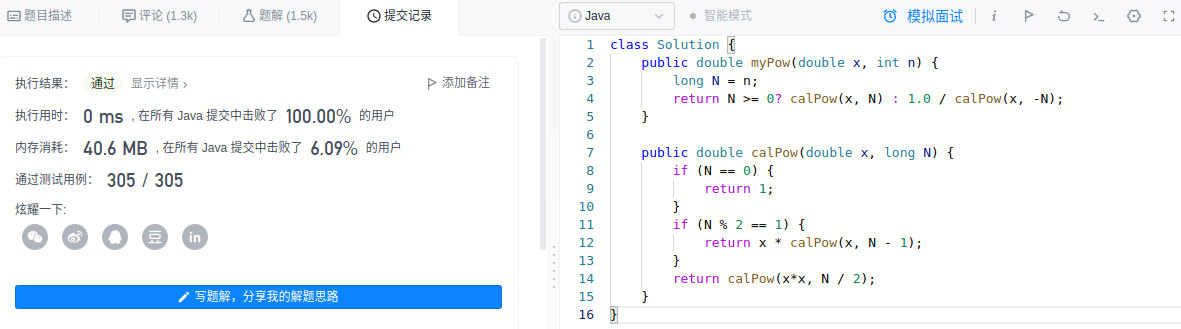 题目描述 评论 (1.3k) 题解 (1.5k) 提交记录
执行结果： 通过 显示详情 › 添加备注
执行用时： 0 ms , 在所有 Java 提交中击败了 100.00% 的用户
内存消耗： 40.6 MB , 在所有 Java 提交中击败了 6.09% 的用户
通过测试用例： 305 / 305
炫耀一下:
豆 in
写题解，分享我的解题思路
i Java 智能模式 模拟面试 i
1 class Solution {
2 public double myPow(double x, int n) {
3 long N = n;
4 return N >= 0? calPow(x, N) : 1.0 / calPow(x, -N);
5 }
6
7 public double calPow(double x, long N) {
8 if (N == 0) {
9 return 1;
10 }
11 if (N % 2 == 1) {
12 return x * calPow(x, N - 1);
13 }
14 return calPow(x*x, N / 2);
15 }
16 }